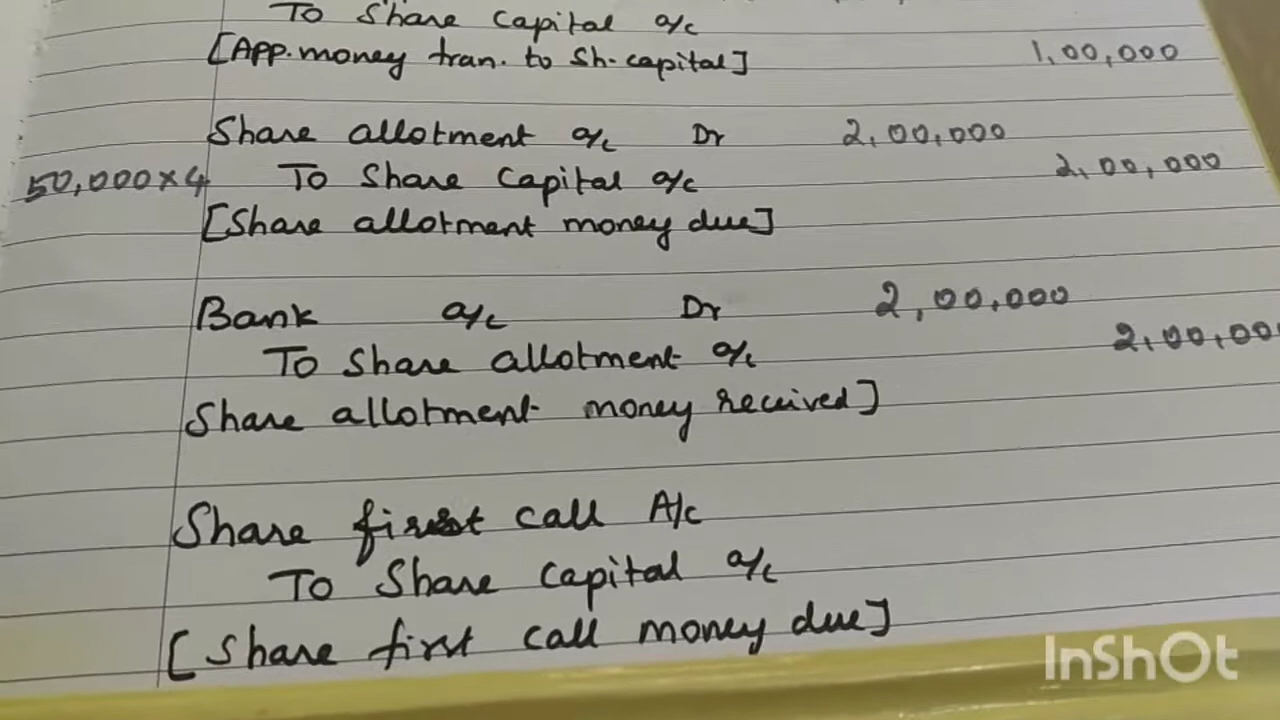 To Share Capital a/c
[App. money tran. to Sh. capital] 1,00,000
Share allotment a/c Dr 2,00,000
50,000×4 To Share Capital a/c 2,00,000
[Share allotment money due]
Bank a/c Dr 2,00,000
To Share allotment a/c 2,00,00
Share allotment money received]
Share first call A/c
To Share Capital a/c
[Share first call money due]
InShOt